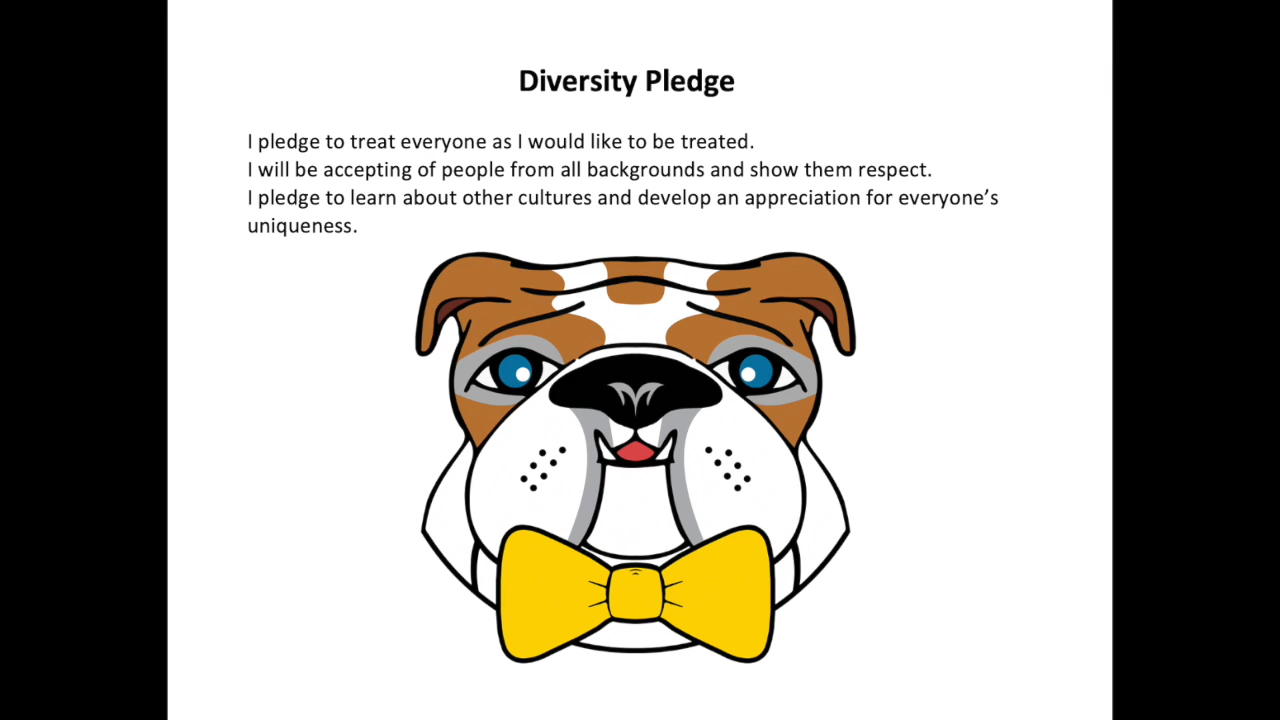 Diversity Pledge
I pledge to treat everyone as I would like to be treated.
I will be accepting of people from all backgrounds and show them respect.
I pledge to learn about other cultures and develop an appreciation for everyone’s
uniqueness.